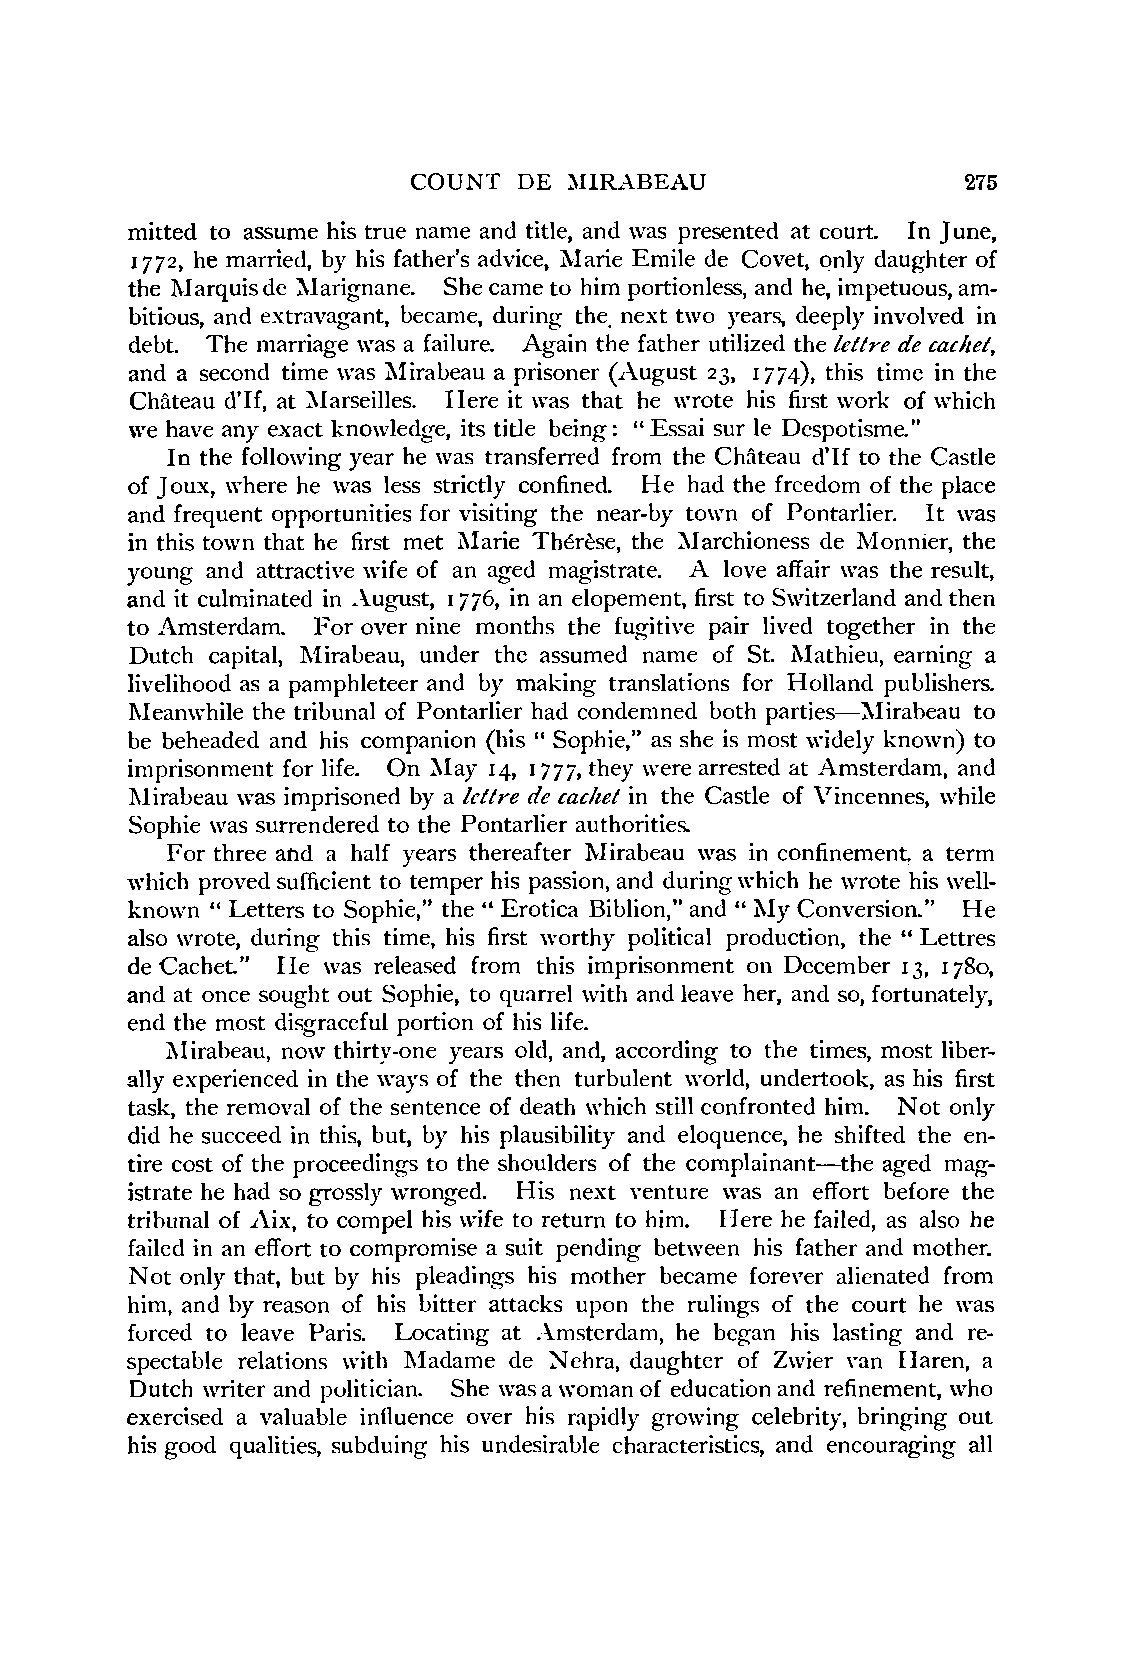 COUNT DE MIRABEAU 275
mitted to assume his true name and title, and was presented at court. In June,
1772, he married, by his father's advice, Marie Emile de Covet, only daughter of
the Marquis de Marignane. She came to him portionless, and he, impetuous, am-
bitious, and extravagant, became, during the next two years, deeply involved in
debt. The marriage was a failure. Again the father utilized the lettre de cachet,
and a second time was Mirabeau a prisoner (August 23, 1774), this time in the
Château d'If, at Marseilles. Here it was that he wrote his first work of which
we have any exact knowledge, its title being: "Essai sur le Despotisme."
In the following year he was transferred from the Château d'If to the Castle
of Joux, where he was less strictly confined. He had the freedom of the place
and frequent opportunities for visiting the near-by town of Pontarlier. It was
in this town that he first met Marie Thérèse, the Marchioness de Monnier, the
young and attractive wife of an aged magistrate. A love affair was the result,
and it culminated in August, 1776, in an elopement, first to Switzerland and then
to Amsterdam. For over nine months the fugitive pair lived together in the
Dutch capital, Mirabeau, under the assumed name of St. Mathieu, earning a
livelihood as a pamphleteer and by making translations for Holland publishers.
Meanwhile the tribunal of Pontarlier had condemned both parties—Mirabeau to
be beheaded and his companion (his "Sophie," as she is most widely known) to
imprisonment for life. On May 14, 1777, they were arrested at Amsterdam, and
Mirabeau was imprisoned by a lettre de cachet in the Castle of Vincennes, while
Sophie was surrendered to the Pontarlier authorities.
For three and a half years thereafter Mirabeau was in confinement, a term
which proved sufficient to temper his passion, and during which he wrote his well-
known "Letters to Sophie," the "Erotica Biblion," and "My Conversion." He
also wrote, during this time, his first worthy political production, the "Lettres
de Cachet." He was released from this imprisonment on December 13, 1780,
and at once sought out Sophie, to quarrel with and leave her, and so, fortunately,
end the most disgraceful portion of his life.
Mirabeau, now thirty-one years old, and, according to the times, most liber-
ally experienced in the ways of the then turbulent world, undertook, as his first
task, the removal of the sentence of death which still confronted him. Not only
did he succeed in this, but, by his plausibility and eloquence, he shifted the en-
tire cost of the proceedings to the shoulders of the complainant—the aged mag-
istrate he had so grossly wronged. His next venture was an effort before the
tribunal of Aix, to compel his wife to return to him. Here he failed, as also he
failed in an effort to compromise a suit pending between his father and mother.
Not only that, but by his pleadings his mother became forever alienated from
him, and by reason of his bitter attacks upon the rulings of the court he was
forced to leave Paris. Locating at Amsterdam, he began his lasting and re-
spectable relations with Madame de Nehra, daughter of Zwier van Haren, a
Dutch writer and politician. She was a woman of education and refinement, who
exercised a valuable influence over his rapidly growing celebrity, bringing out
his good qualities, subduing his undesirable characteristics, and encouraging all